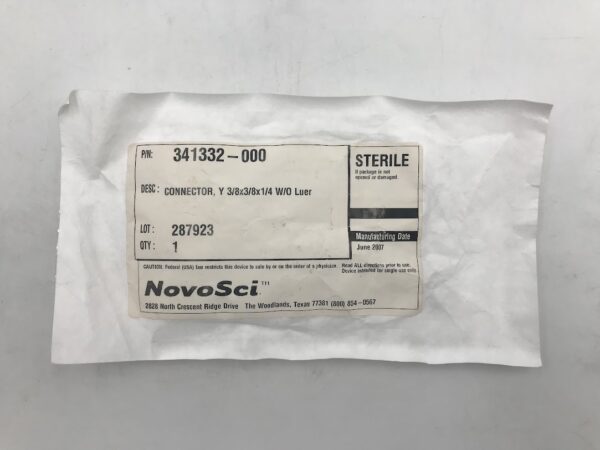 P/N: 341332-000
DESC: CONNECTOR, Y 3/8x3/8x1/4 W/O Luer
LOT: 287923
QTY: 1
STERILE
If package is not
opened or damaged
Manufacturing Date
June 2007
CAUTION: Federal (USA) law restricts this device to sale by or on the order of a physician.
Read ALL directions prior to use.
Device intended for single use only
NovoSci™
2828 North Crescent Ridge Drive The Woodlands, Texas 77381 (800) 854-0567